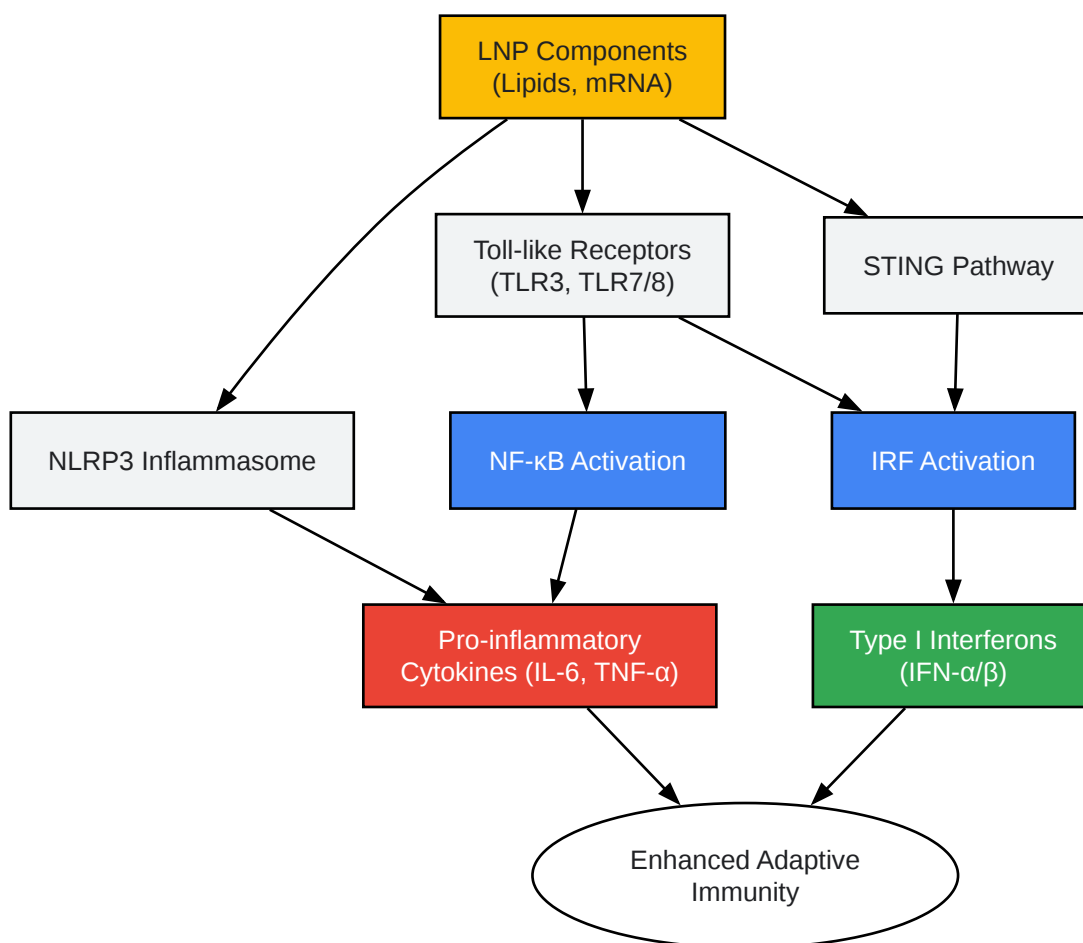 LNP Components
(Lipids, mRNA)
Toll-like Receptors
(TLR3, TLR7/8)
STING Pathway
NLRP3 Inflammasome
NF-κB Activation
IRF Activation
Pro-inflammatory
Cytokines (IL-6, TNF-α)
Type I Interferons
(IFN-α/β)
Enhanced Adaptive
Immunity